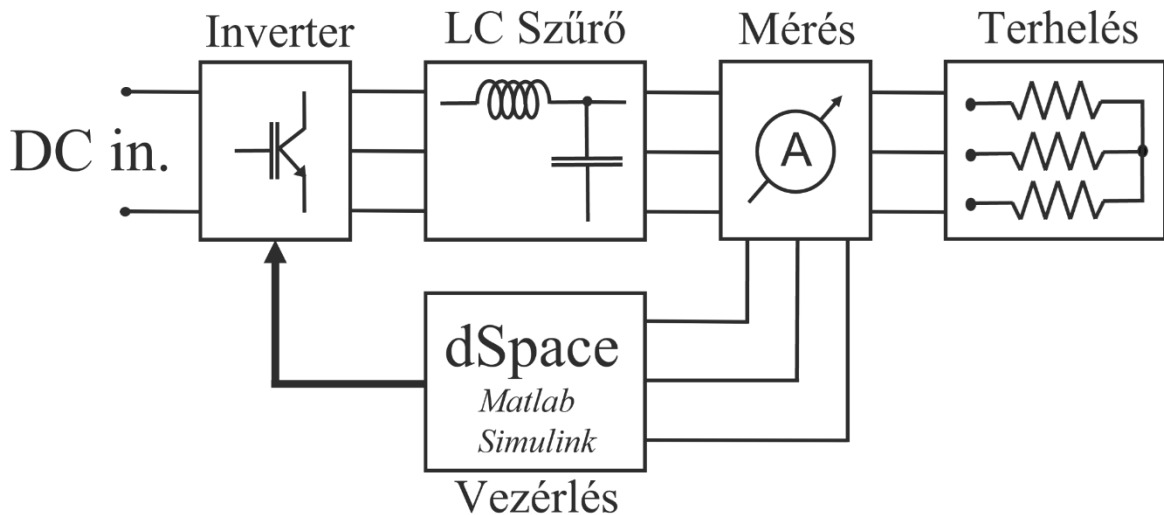 Inverter
LC Szűrő
Mérés
Terhelés
DC in.
A
dSpace
Matlab
Simulink
Vezérlés